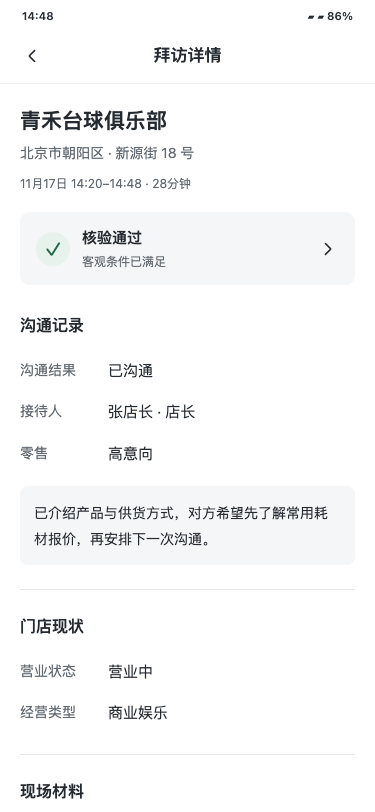 14:48
86%
拜访详情
青禾台球俱乐部
北京市朝阳区 · 新源街 18 号
11月17日 14:20–14:48 · 28分钟
核验通过
客观条件已满足
沟通记录
沟通结果 已沟通
接待人 张店长 · 店长
零售 高意向
已介绍产品与供货方式，对方希望先了解常用耗
材报价，再安排下一次沟通。
门店现状
营业状态 营业中
经营类型 商业娱乐
现场材料